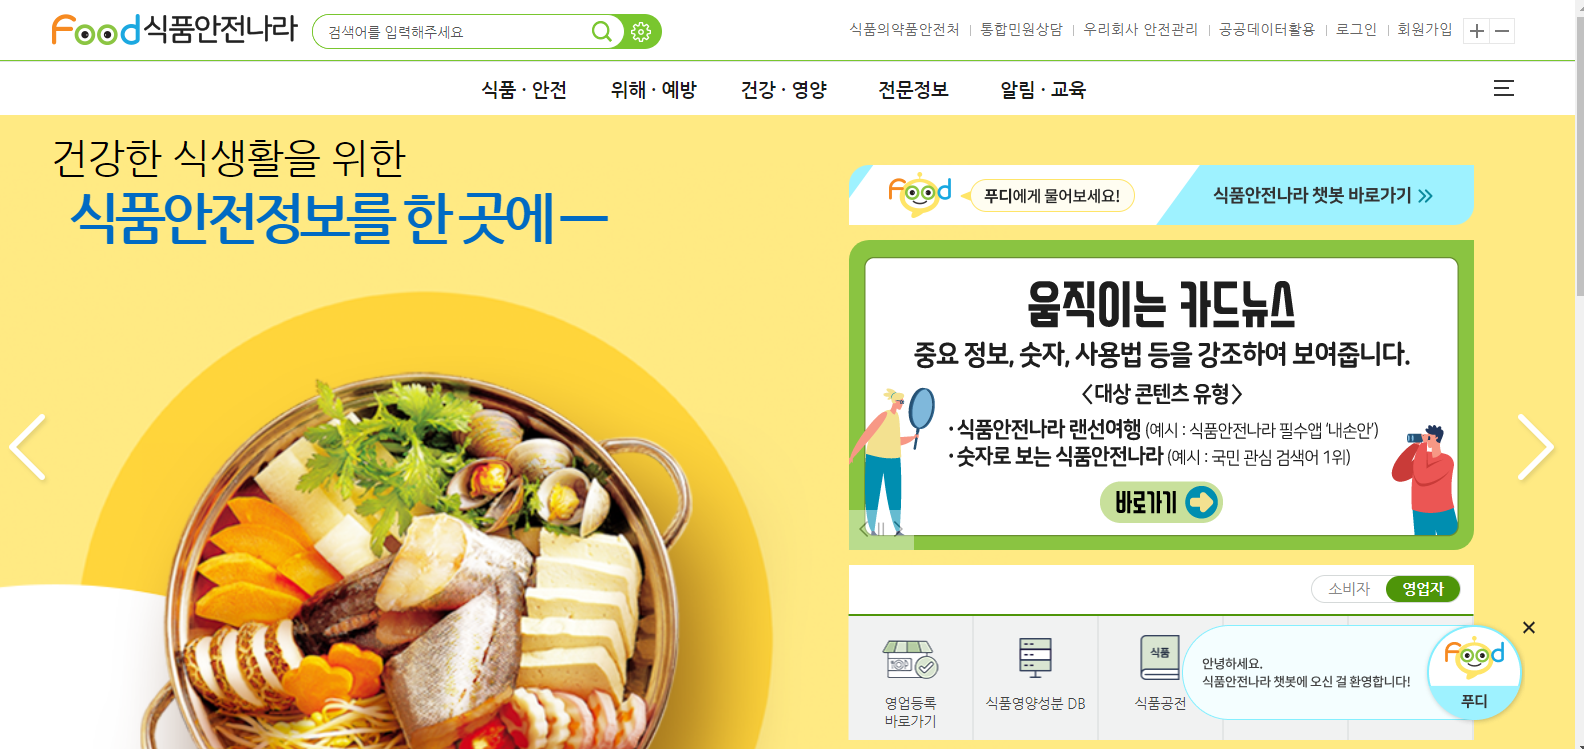 Food 식품안전나라
검색어를 입력해주세요
식품의약품안전처 | 통합민원상담 | 우리회사 안전관리 | 공공데이터활용 | 로그인 | 회원가입
식품 · 안전 위해 · 예방 건강 · 영양 전문정보 알림 · 교육
건강한 식생활을 위한
식품안전정보를 한 곳에
Food 푸디에게 물어보세요! 식품안전나라 챗봇 바로가기
움직이는 카드뉴스
중요 정보, 숫자, 사용법 등을 강조하여 보여줍니다.
<대상 콘텐츠 유형>
· 식품안전나라 랜선여행 (예시 : 식품안전나라 필수앱 '내손안')
· 숫자로 보는 식품안전나라 (예시 : 국민 관심 검색어 1위)
바로가기
소비자 영업자
영업등록
바로가기
식품영양성분 DB
식품
식품공전
안녕하세요.
식품안전나라 챗봇에 오신 걸 환영합니다!
Food
푸디